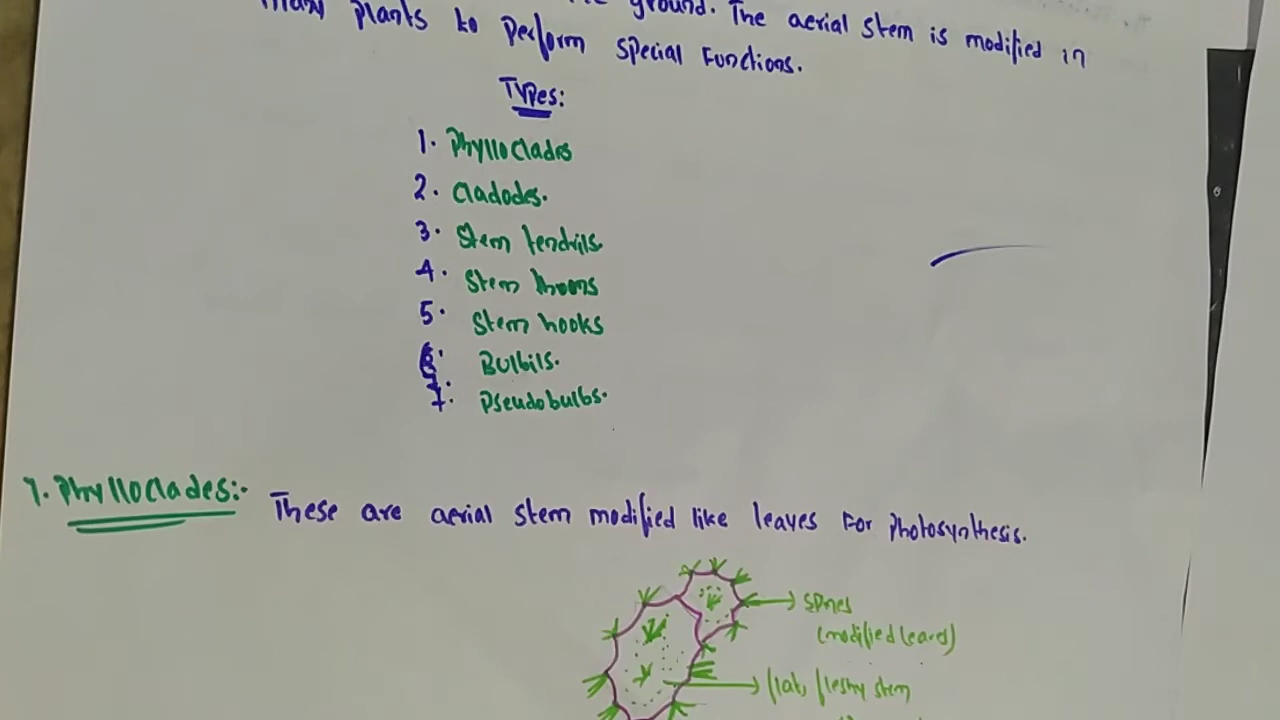 ground. The aerial stem is modified in
many plants to perform special functions.
Types:
1. Phylloclades
2. Cladodes.
3. Stem tendrils.
4. Stem thorns
5. Stem hooks
6. Bulbils.
7. Pseudobulbs.
1. Phylloclades:- These are aerial stem modified like leaves for photosynthesis.
spines
(modified leaves)
flat, fleshy stem